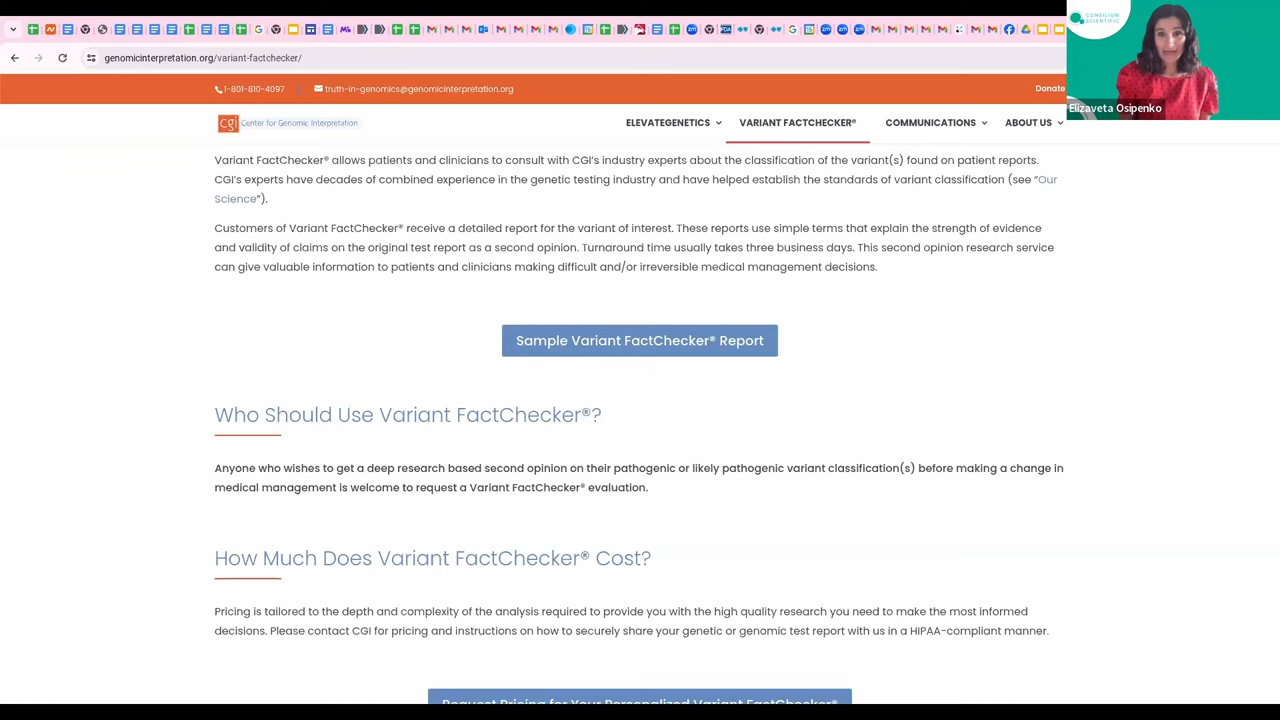 genomicinterpretation.org/variant-factchecker/
CONSILIUM
SCIENTIFIC
Elizaveta Osipenko
1-801-810-4097
truth-in-genomics@genomicinterpretation.org
Donate
cgi Center for Genomic Interpretation
ELEVATEGENETICS
VARIANT FACTCHECKER®
COMMUNICATIONS
ABOUT US
Variant FactChecker® allows patients and clinicians to consult with CGI's industry experts about the classification of the variant(s) found on patient reports.
CGI's experts have decades of combined experience in the genetic testing industry and have helped establish the standards of variant classification (see “Our
Science”).
Customers of Variant FactChecker® receive a detailed report for the variant of interest. These reports use simple terms that explain the strength of evidence
and validity of claims on the original test report as a second opinion. Turnaround time usually takes three business days. This second opinion research service
can give valuable information to patients and clinicians making difficult and/or irreversible medical management decisions.
Sample Variant FactChecker® Report
Who Should Use Variant FactChecker®?
Anyone who wishes to get a deep research based second opinion on their pathogenic or likely pathogenic variant classification(s) before making a change in
medical management is welcome to request a Variant FactChecker® evaluation.
How Much Does Variant FactChecker® Cost?
Pricing is tailored to the depth and complexity of the analysis required to provide you with the high quality research you need to make the most informed
decisions. Please contact CGI for pricing and instructions on how to securely share your genetic or genomic test report with us in a HIPAA-compliant manner.
Request Pricing for Your Personalized Variant FactChecker®